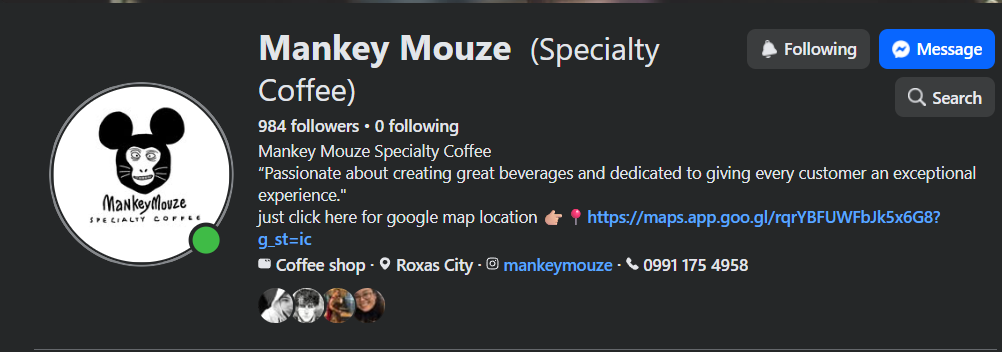 Mankey Mouze (Specialty
Coffee)
Following
Message
Search
984 followers • 0 following
Mankey Mouze Specialty Coffee
“Passionate about creating great beverages and dedicated to giving every customer an exceptional
experience."
just click here for google map location 👉🏼📍https://maps.app.goo.gl/rqrYBFUWFbJk5x6G8?
g_st=ic
Coffee shop · Roxas City · mankeymouze · 0991 175 4958
MankeyMouze
SPECIALTY COFFEE